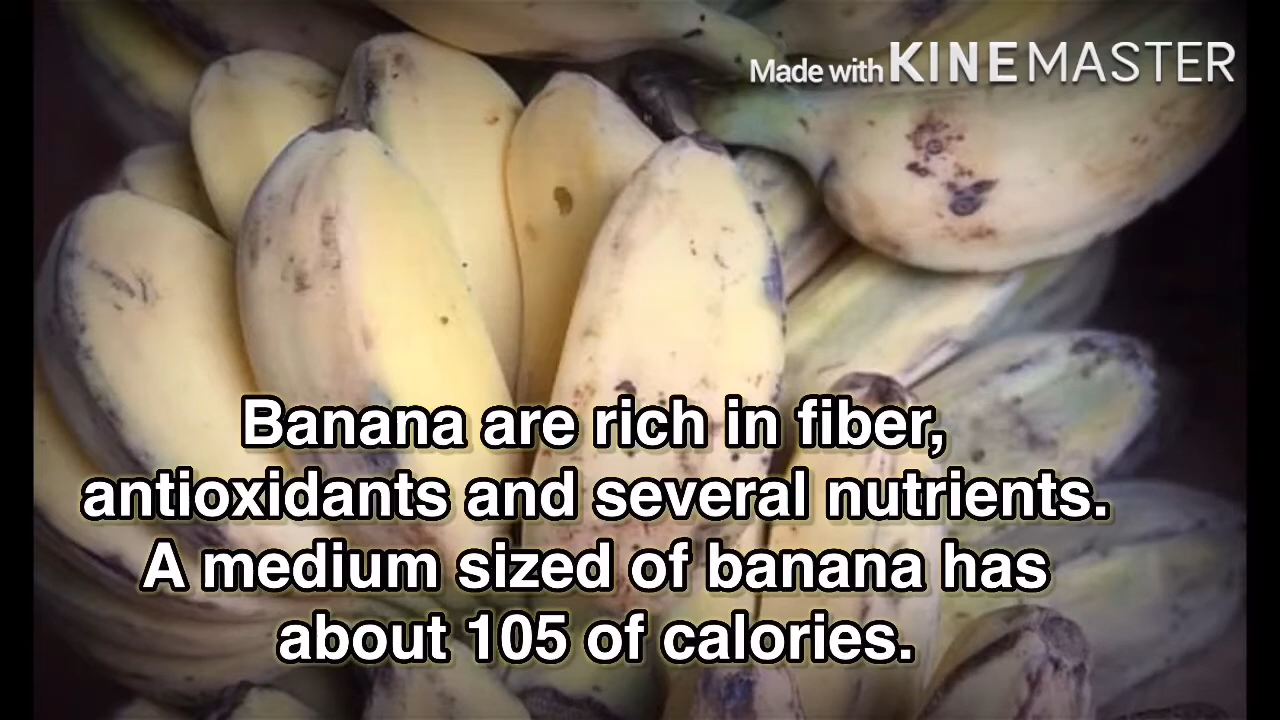 Made with KINEMASTER
Banana are rich in fiber,
antioxidants and several nutrients.
A medium sized of banana has
about 105 of calories.